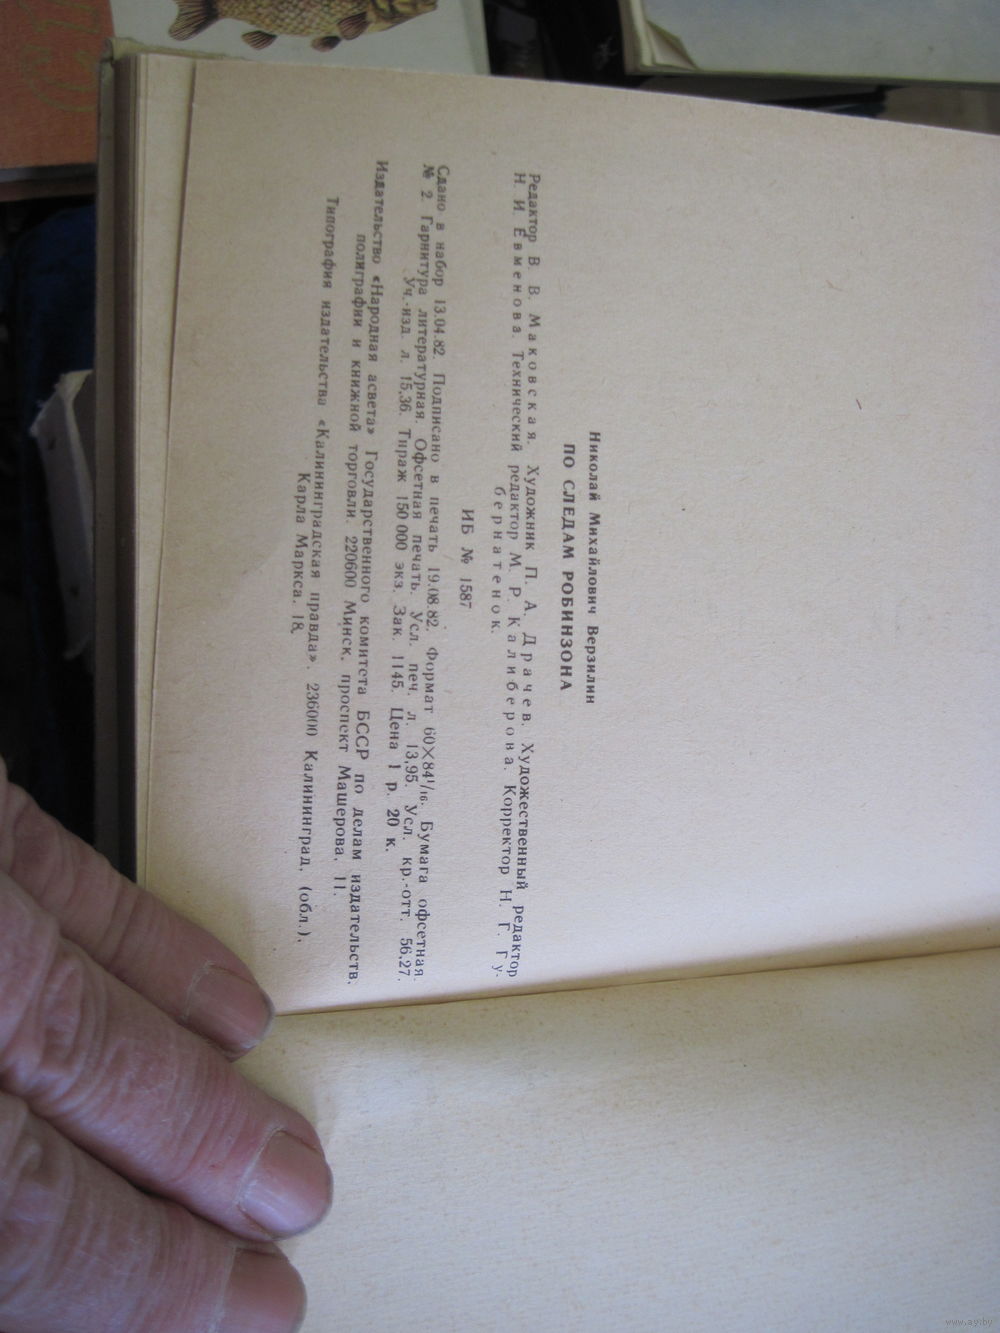 Николай Михайлович Верзилин
ПО СЛЕДАМ РОБИНЗОНА
Редактор В. В. Маковская. Художник П. А. Драчев. Художественный редактор
Н. И. Евменова. Технический редактор М. Р. Калиберова. Корректор Н. Г. Гу-
бернатенок.
ИБ № 1587
Сдано в набор 13.04.82. Подписано в печать 19.08.82. Формат 60×84¹/₁₆. Бумага офсетная
№ 2. Гарнитура литературная. Офсетная печать. Усл. печ. л. 13,95. Усл. кр.-отт. 56,27.
Уч.-изд. л. 15,36. Тираж 150 000 экз. Зак. 1145. Цена 1 р. 20 к.
Издательство «Народная асвета» Государственного комитета БССР по делам издательств,
полиграфии и книжной торговли. 220600 Минск, проспект Машерова, 11.
Типография издательства «Калининградская правда». 236000 Калининград, (обл.),
Карла Маркса, 18.
www.ay.by